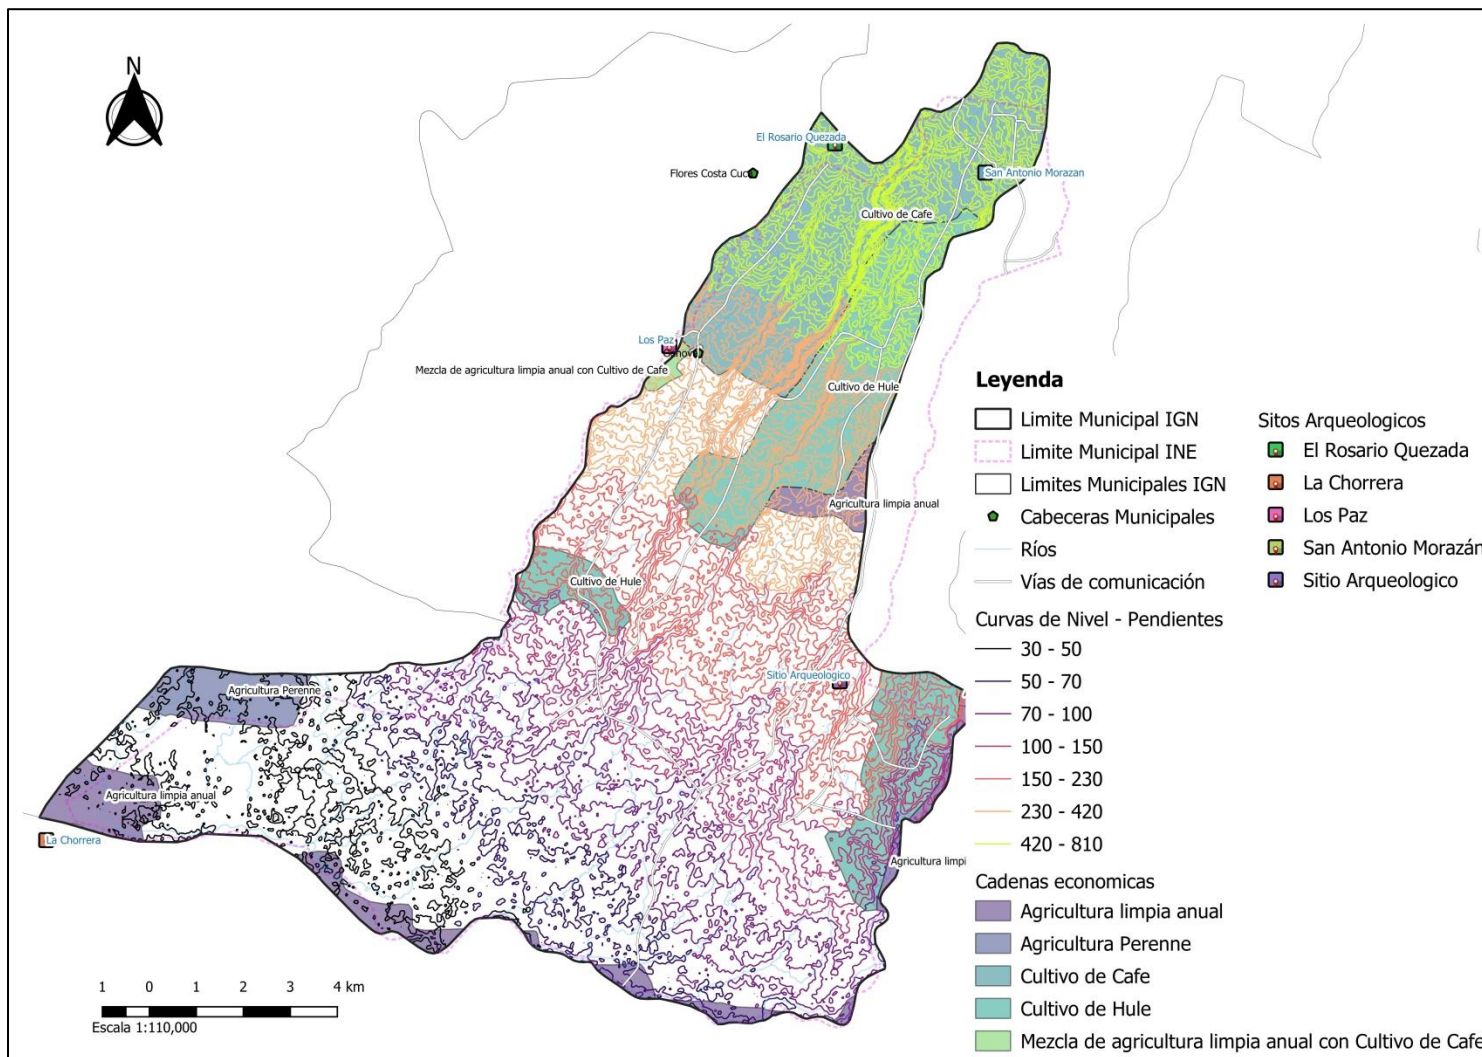 N
El Rosario Quezada
Flores Costa Cuc
San Antonio Morazan
Cultivo de Cafe
Los Paz
Mezcla de agricultura limpia anual con Cultivo de Cafe
Cultivo de Hule
Agricultura limpia anual
Cultivo de Hule
Sitio Arqueologico
Agricultura Perenne
Agricultura limpia anual
La Chorrera
Agricultura limpi
1 0 1 2 3 4 km
Escala 1:110,000
Leyenda
Limite Municipal IGN
Limite Municipal INE
Limites Municipales IGN
Cabeceras Municipales
Ríos
Vías de comunicación
Curvas de Nivel - Pendientes
30 - 50
50 - 70
70 - 100
100 - 150
150 - 230
230 - 420
420 - 810
Cadenas economicas
Agricultura limpia anual
Agricultura Perenne
Cultivo de Cafe
Cultivo de Hule
Mezcla de agricultura limpia anual con Cultivo de Cafe
Sitos Arqueologicos
El Rosario Quezada
La Chorrera
Los Paz
San Antonio Morazán
Sitio Arqueologico